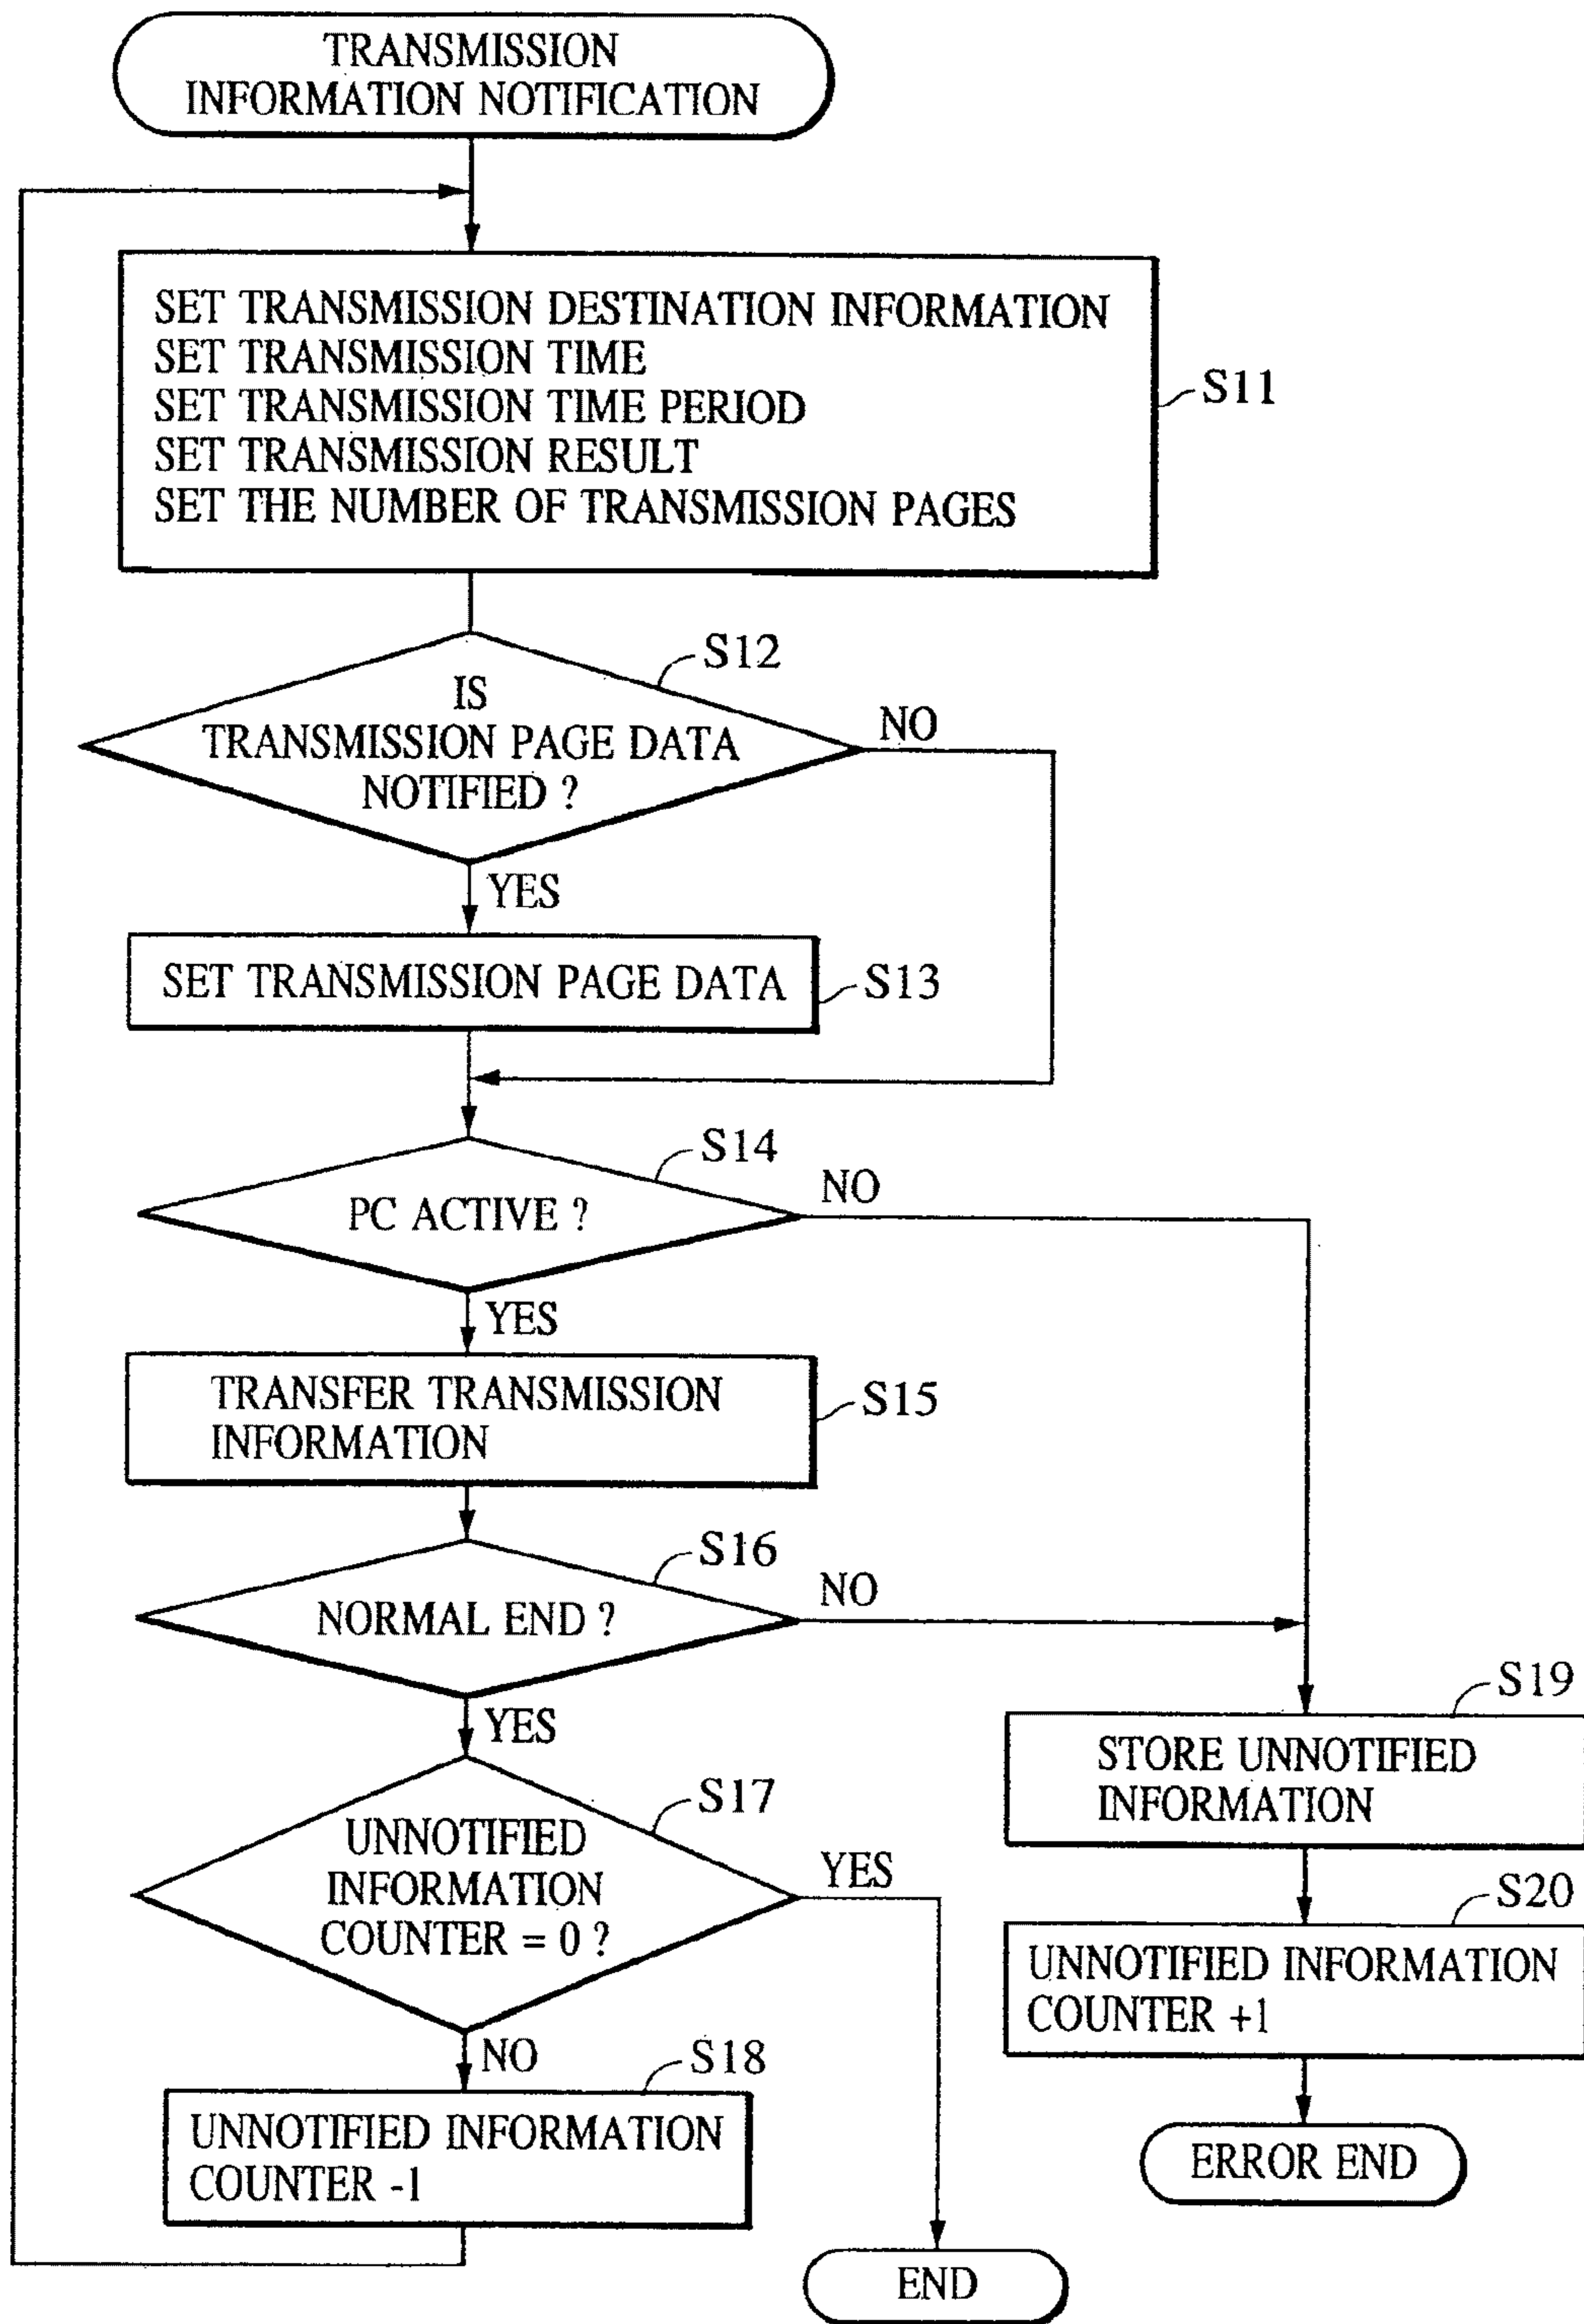 TRANSMISSION
INFORMATION NOTIFICATION
SET TRANSMISSION DESTINATION INFORMATION
SET TRANSMISSION TIME
SET TRANSMISSION TIME PERIOD
SET TRANSMISSION RESULT
SET THE NUMBER OF TRANSMISSION PAGES
S11
S12
IS
TRANSMISSION PAGE DATA
NOTIFIED ?
NO
YES
SET TRANSMISSION PAGE DATA
S13
S14
PC ACTIVE ?
NO
YES
TRANSFER TRANSMISSION
INFORMATION
S15
S16
NORMAL END ?
NO
YES
S17
UNNOTIFIED
INFORMATION
COUNTER = 0 ?
YES
NO
S18
UNNOTIFIED INFORMATION
COUNTER -1
END
S19
STORE UNNOTIFIED
INFORMATION
S20
UNNOTIFIED INFORMATION
COUNTER +1
ERROR END